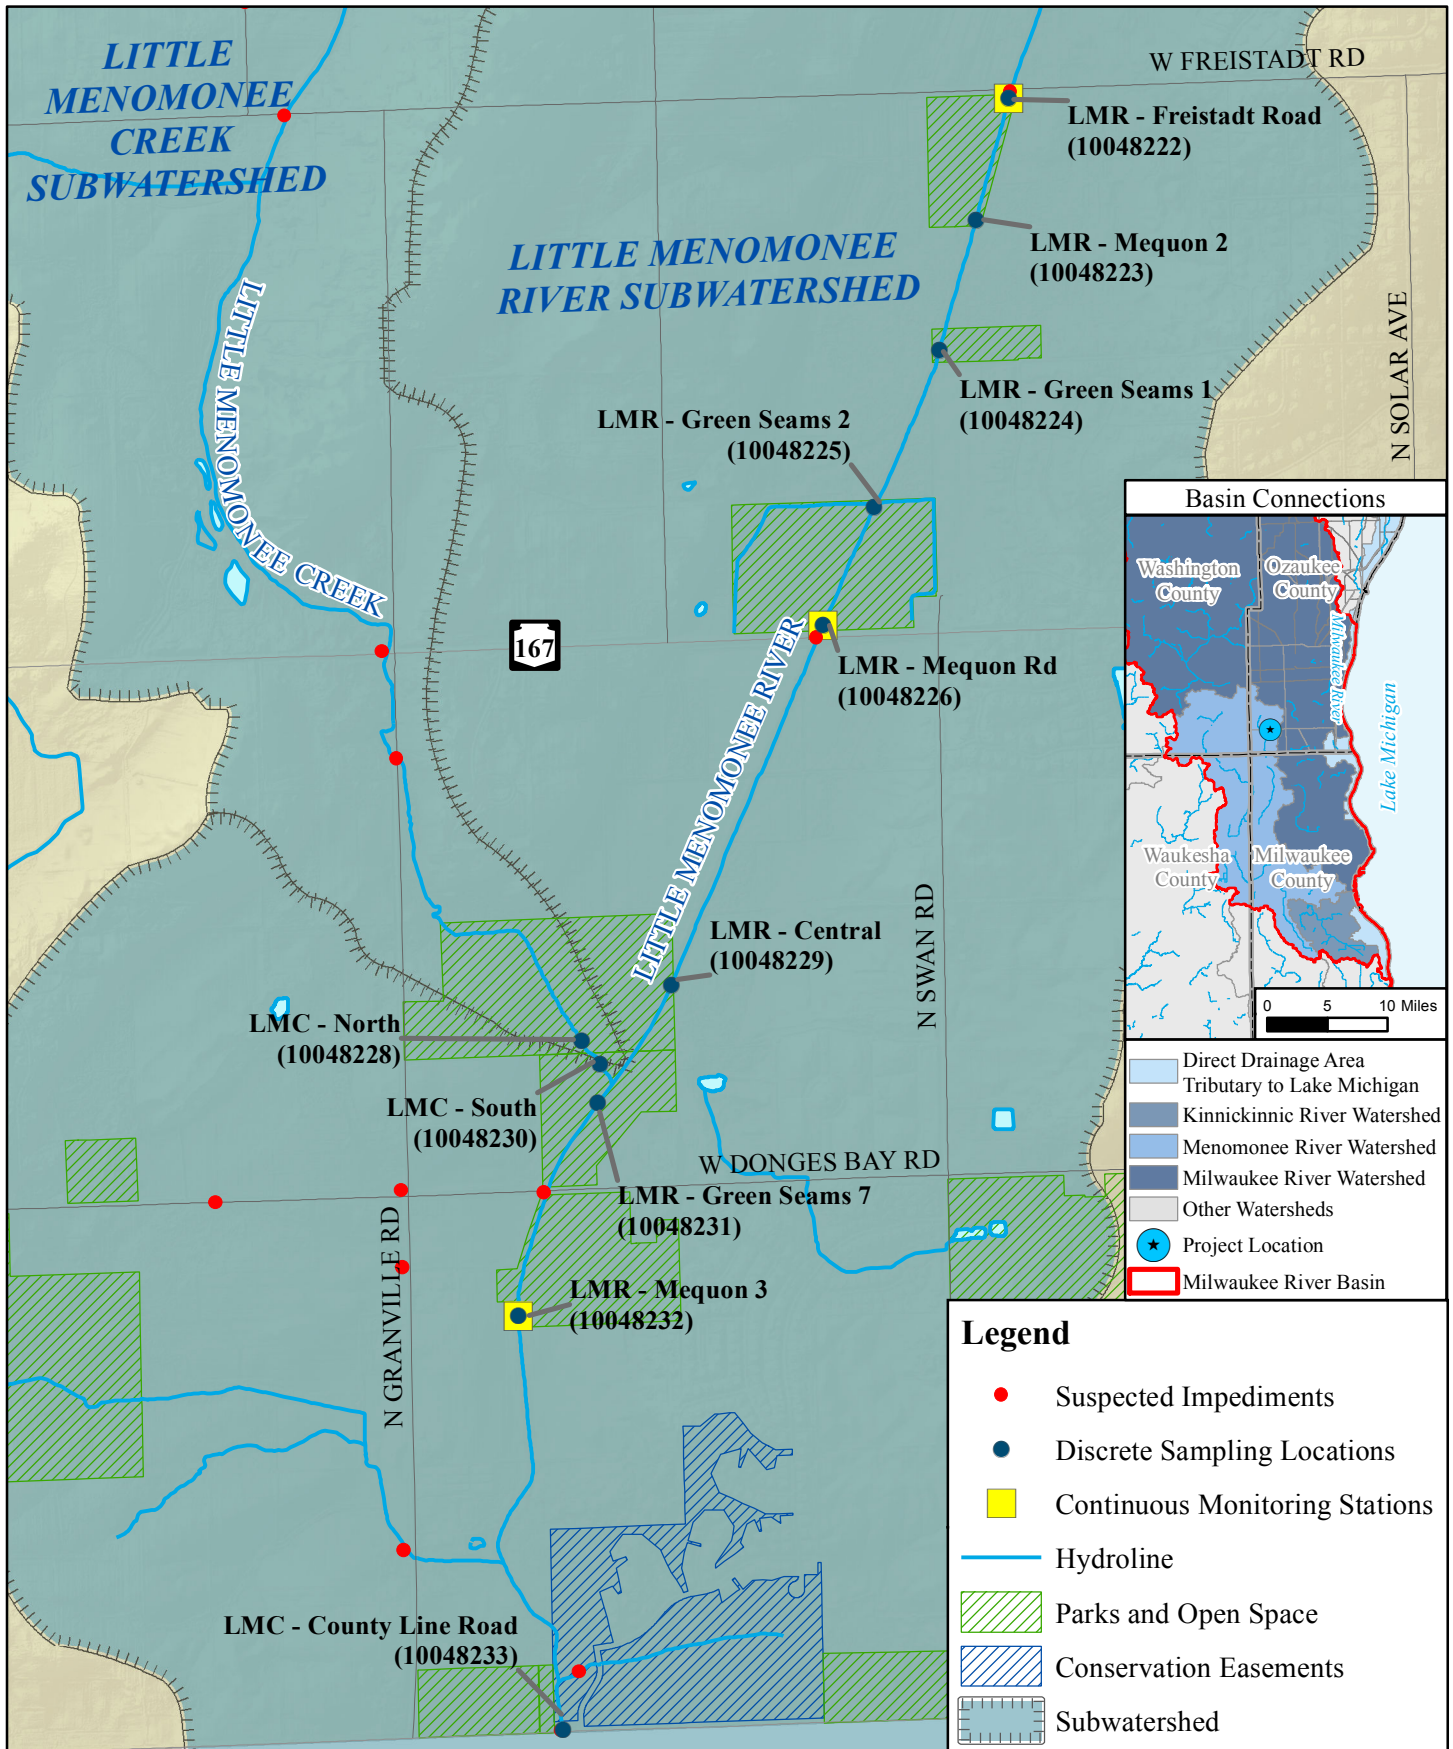 LITTLE
MENOMONEE
CREEK
SUBWATERSHED
W FREISTADT RD
LMR - Freistadt Road
(10048222)
LMR - Mequon 2
(10048223)
LITTLE MENOMONEE
RIVER SUBWATERSHED
LITTLE MENOMONEE CREEK
N SOLAR AVE
LMR - Green Seams 1
(10048224)
LMR - Green Seams 2
(10048225)
167
LMR - Mequon Rd
(10048226)
LITTLE MENOMONEE RIVER
N SWAN RD
LMR - Central
(10048229)
LMC - North
(10048228)
LMC - South
(10048230)
W DONGES BAY RD
LMR - Green Seams 7
(10048231)
N GRANVILLE RD
LMR - Mequon 3
(10048232)
LMC - County Line Road
(10048233)
Basin Connections
Washington
County
Ozaukee
County
Milwaukee River
Lake Michigan
Waukesha
County
Milwaukee
County
0 5 10 Miles
Direct Drainage Area
Tributary to Lake Michigan
Kinnickinnic River Watershed
Menomonee River Watershed
Milwaukee River Watershed
Other Watersheds
Project Location
Milwaukee River Basin
Legend
Suspected Impediments
Discrete Sampling Locations
Continuous Monitoring Stations
Hydroline
Parks and Open Space
Conservation Easements
Subwatershed